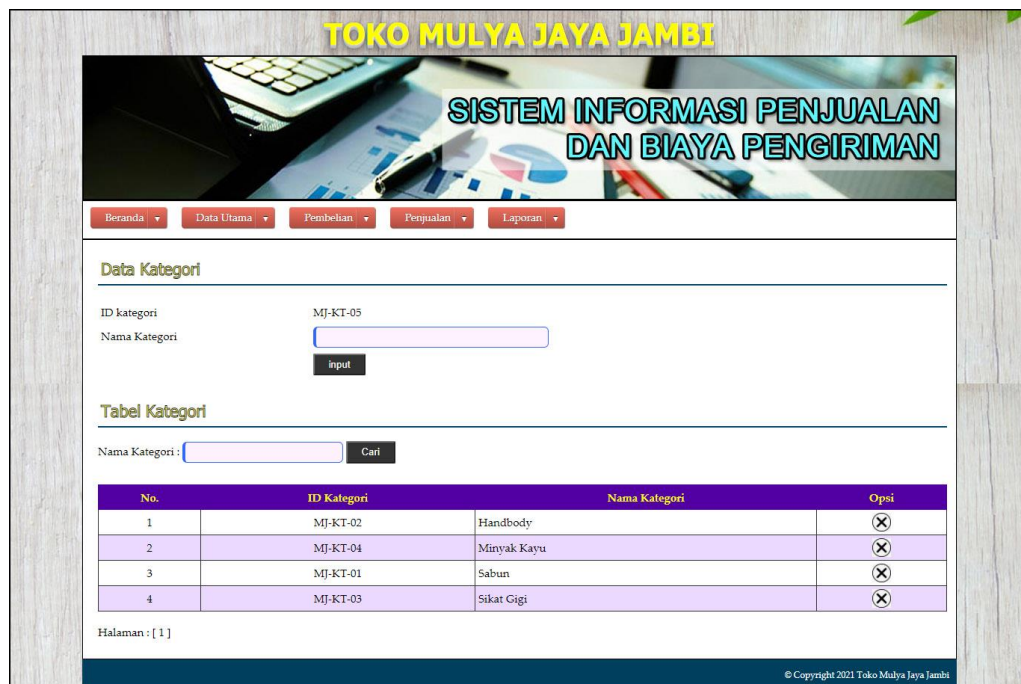 TOKO MULYA JAYA JAMBI
SISTEM INFORMASI PENJUALAN
DAN BIAYA PENGIRIMAN
Beranda Data Utama Pembelian Penjualan Laporan
Data Kategori
ID kategori MJ-KT-05
Nama Kategori
input
Tabel Kategori
Nama Kategori : Cari
No. ID Kategori Nama Kategori Opsi
1 MJ-KT-02 Handbody
2 MJ-KT-04 Minyak Kayu
3 MJ-KT-01 Sabun
4 MJ-KT-03 Sikat Gigi
Halaman : [ 1 ]
© Copyright 2021 Toko Mulya Jaya Jambi